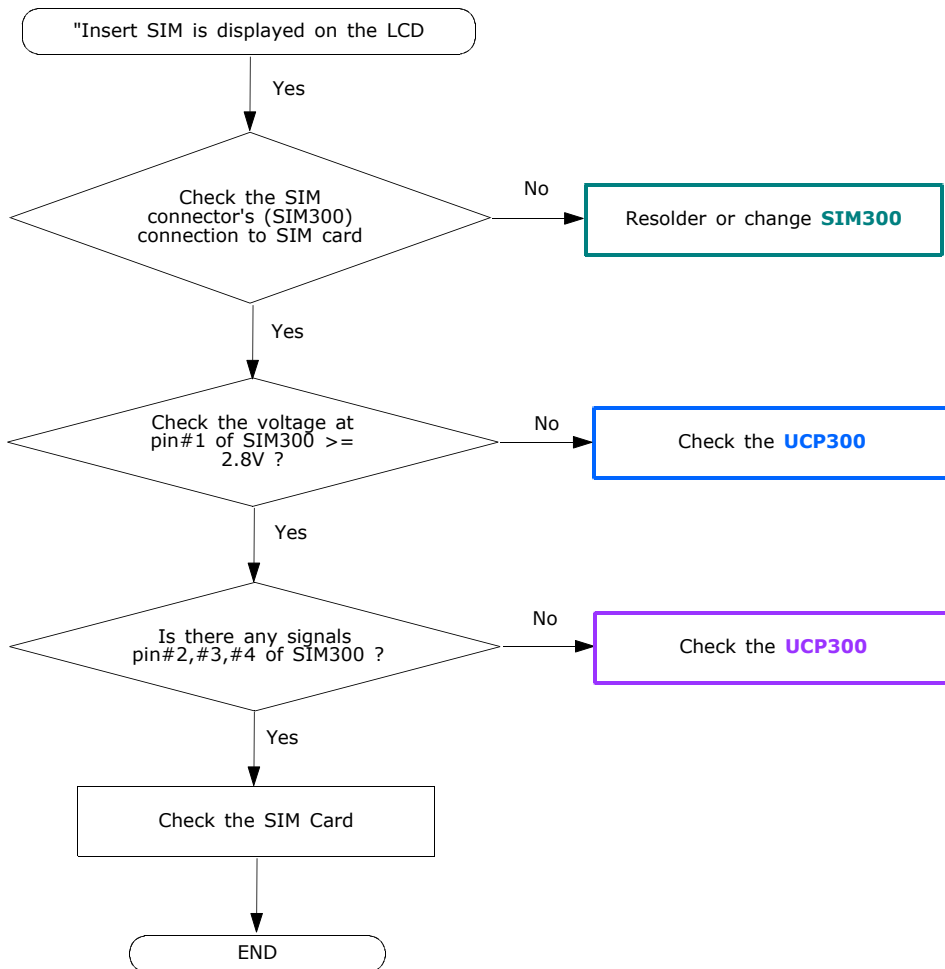 "Insert SIM is displayed on the LCD
Yes
Check the SIM
connector's (SIM300)
connection to SIM card
No
Resolder or change SIM300
Yes
Check the voltage at
pin#1 of SIM300 >=
2.8V ?
No
Check the UCP300
Yes
Is there any signals
pin#2,#3,#4 of SIM300 ?
No
Check the UCP300
Yes
Check the SIM Card
END